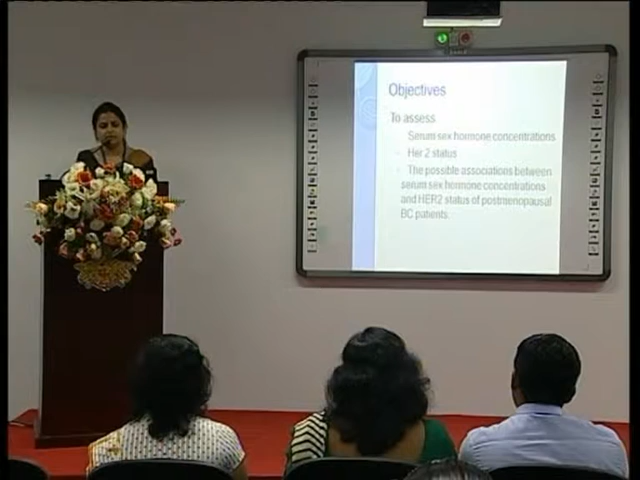 Objectives
To assess
Serum sex hormone concentrations
Her 2 status
The possible associations between
serum sex hormone concentrations
and HER2 status of postmenopausal
BC patients.